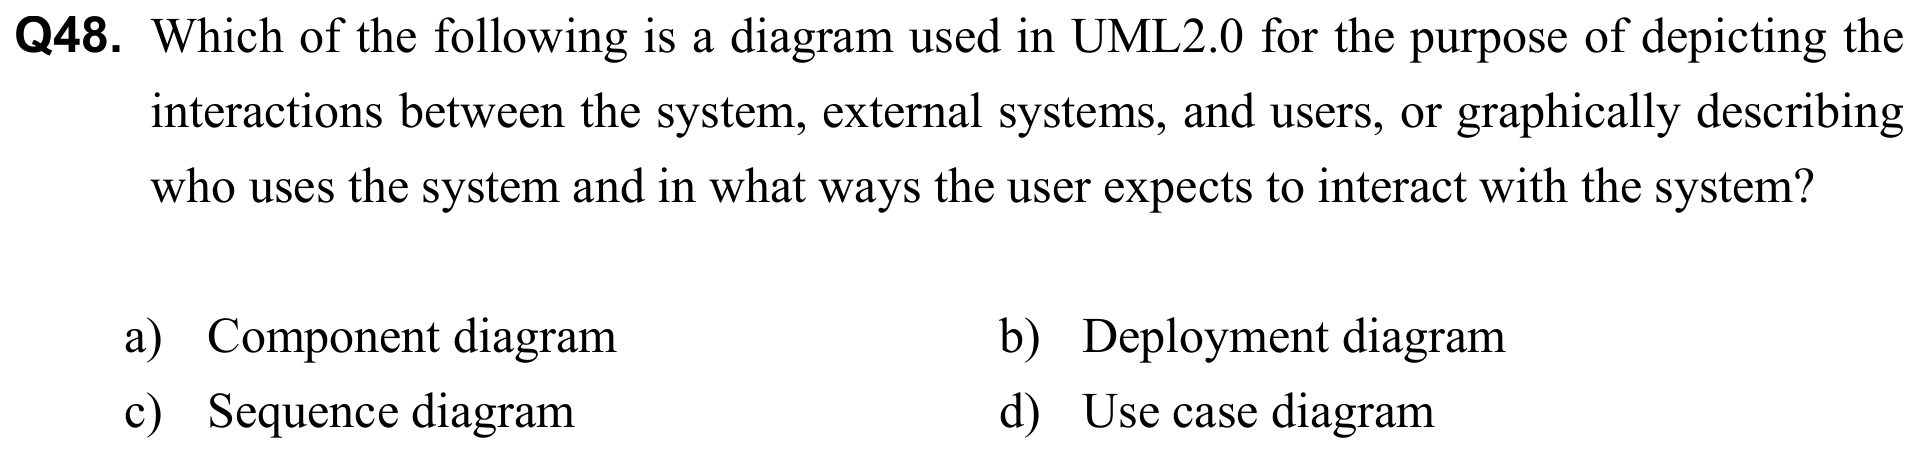 Q48. Which of the following is a diagram used in UML2.0 for the purpose of depicting the
interactions between the system, external systems, and users, or graphically describing
who uses the system and in what ways the user expects to interact with the system?
a) Component diagram b) Deployment diagram
c) Sequence diagram d) Use case diagram